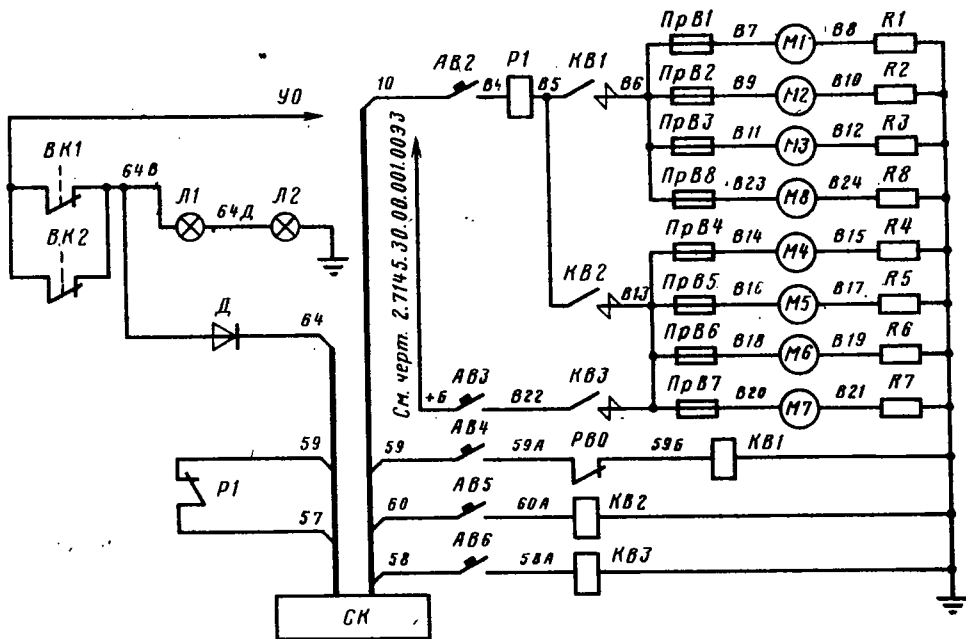 УО
ВК1
64В
Л1
64Д
Л2
ВК2
Д
64
59
Р1
57
СК
10
АВ2
В4
Р1
В5
КВ1
В6
См. черт. 2.7145.30.00.001.0093
ПрВ1
В7
М1
В8
R1
ПрВ2
В9
М2
В10
R2
ПрВ3
В11
М3
В12
R3
ПрВ8
В23
М8
В24
R8
ПрВ4
В14
М4
В15
R4
КВ2
В13
ПрВ5
В16
М5
В17
R5
ПрВ6
В18
М6
В19
R6
+Б
АВ3
В22
КВ3
ПрВ7
В20
М7
В21
R7
59
АВ4
59А
РВО
59Б
КВ1
60
АВ5
60А
КВ2
58
АВ6
58А
КВ3